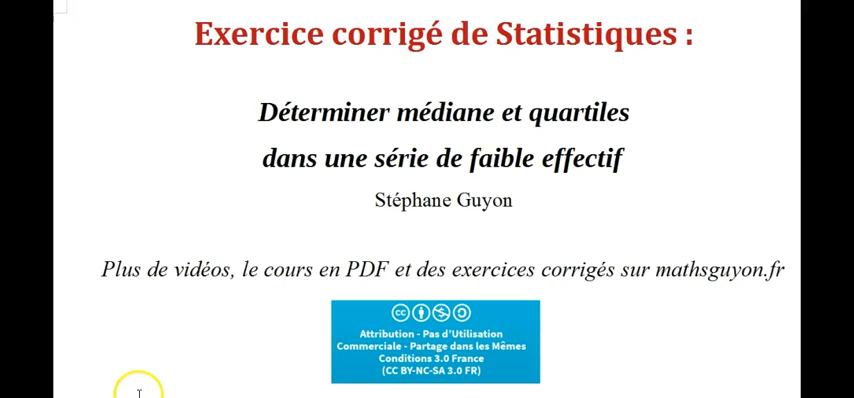 Exercice corrigé de Statistiques :
Déterminer médiane et quartiles
dans une série de faible effectif
Stéphane Guyon
Plus de vidéos, le cours en PDF et des exercices corrigés sur mathsguyon.fr
cc
Attribution - Pas d'Utilisation
Commerciale - Partage dans les Mêmes
Conditions 3.0 France
(CC BY-NC-SA 3.0 FR)